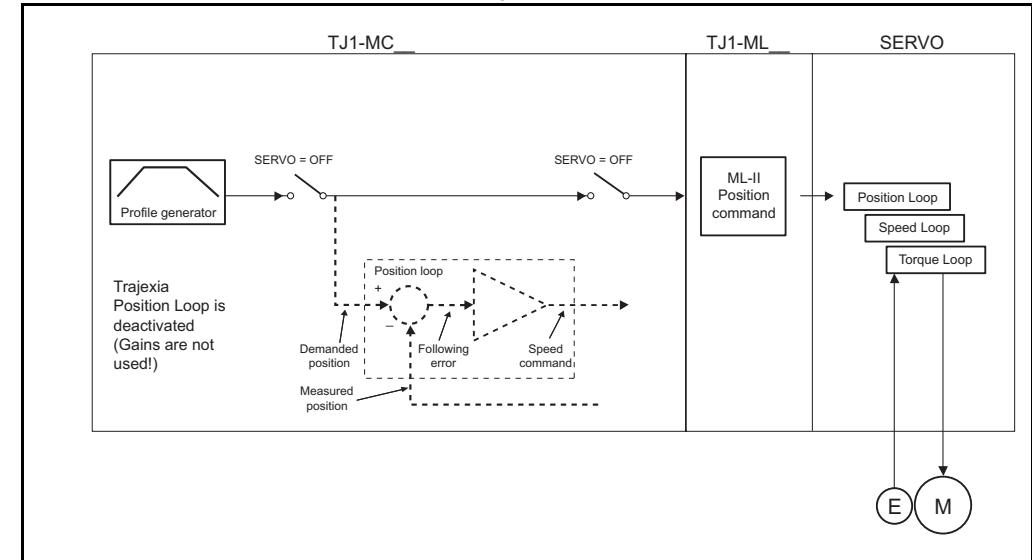 TJ1-MC__
TJ1-ML__
SERVO
SERVO = OFF
SERVO = OFF
Profile generator
ML-II
Position
command
Position Loop
Speed Loop
Torque Loop
Trajexia
Position Loop is
deactivated
(Gains are not
used!)
Position loop
+
–
Demanded
position
Following
error
Speed
command
Measured
position
E
M